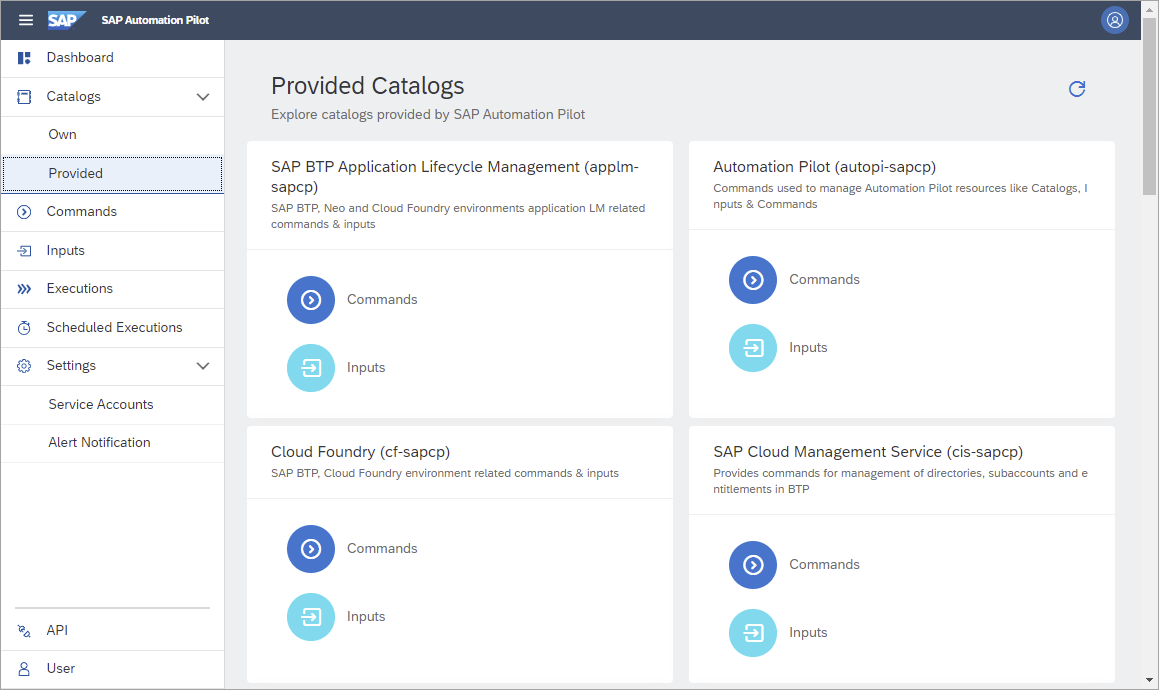 SAP SAP Automation Pilot
Dashboard
Catalogs
Own
Provided
Commands
Inputs
Executions
Scheduled Executions
Settings
Service Accounts
Alert Notification
API
User
Provided Catalogs
Explore catalogs provided by SAP Automation Pilot
SAP BTP Application Lifecycle Management (applm-
sapcp)
SAP BTP, Neo and Cloud Foundry environments application LM related
commands & inputs
Commands
Inputs
Automation Pilot (autopi-sapcp)
Commands used to manage Automation Pilot resources like Catalogs, I
nputs & Commands
Commands
Inputs
Cloud Foundry (cf-sapcp)
SAP BTP, Cloud Foundry environment related commands & inputs
Commands
Inputs
SAP Cloud Management Service (cis-sapcp)
Provides commands for management of directories, subaccounts and e
ntitlements in BTP
Commands
Inputs